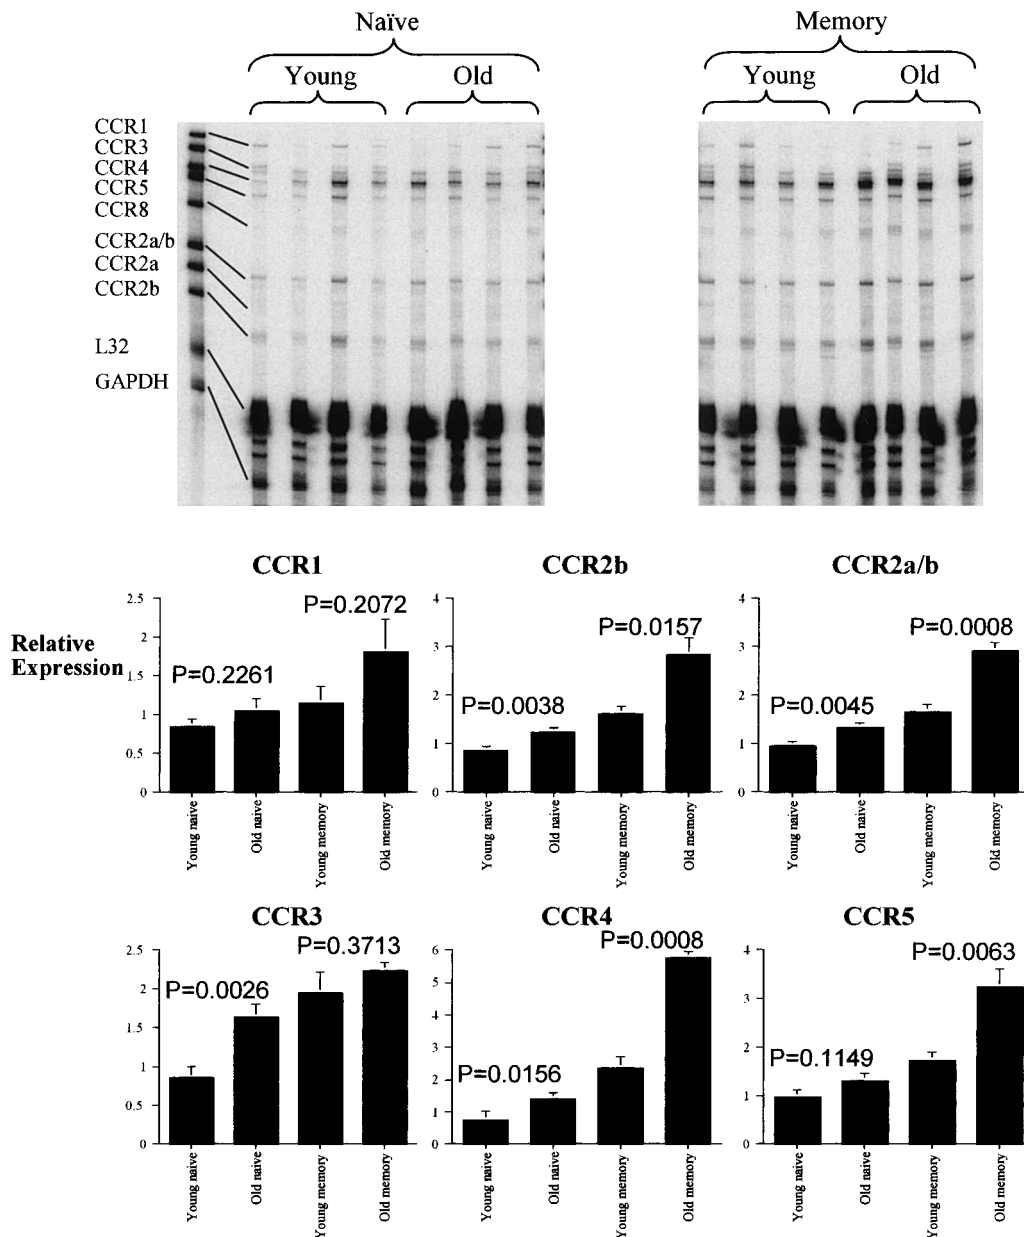 Naïve
Memory
Young
Old
Young
Old
CCR1
CCR3
CCR4
CCR5
CCR8
CCR2a/b
CCR2a
CCR2b
L32
GAPDH
CCR1
CCR2b
CCR2a/b
Relative
Expression
2.5
2
1.5
1
0.5
0
P=0.2261
P=0.2072
Young naive
Old naive
Young memory
Old memory
4
3
2
1
0
P=0.0038
P=0.0157
Young naive
Old naive
Young memory
Old memory
4
3
2
1
0
P=0.0045
P=0.0008
Young naive
Old naive
Young memory
Old memory
CCR3
CCR4
CCR5
2.5
2
1.5
1
0.5
0
P=0.0026
P=0.3713
Young naive
Old naive
Young memory
Old memory
6
5
4
3
2
1
0
P=0.0156
P=0.0008
Young naive
Old naive
Young memory
Old memory
4
3
2
1
0
P=0.1149
P=0.0063
Young naive
Old naive
Young memory
Old memory